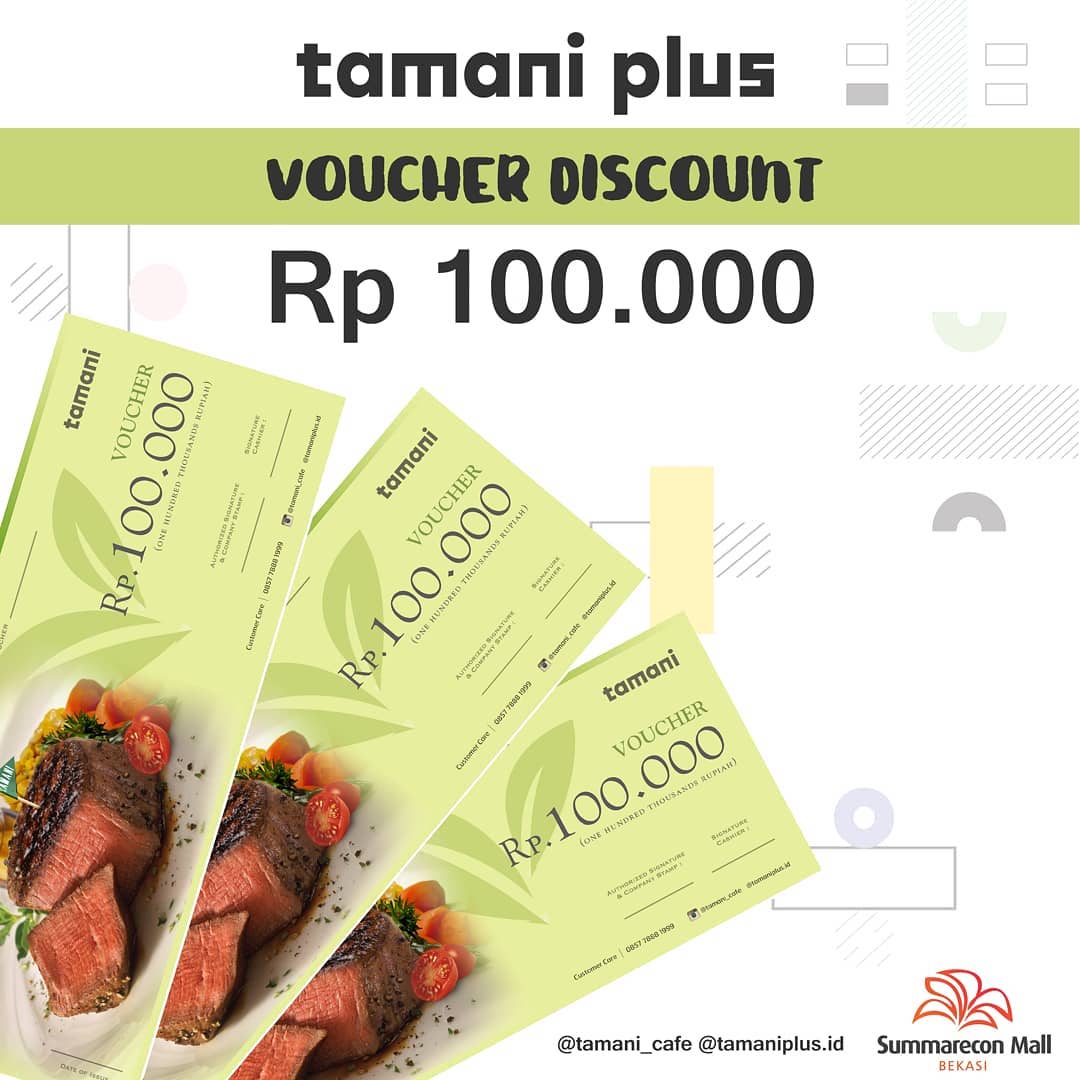 tamani plus
VOUCHER DISCOUNT
Rp 100.000
tamani
VOUCHER
Rp.100.000
(ONE HUNDRED THOUSANDS RUPIAH)
AUTHORIZED SIGNATURE
& COMPANY STAMP :
SIGNATURE
CASHIER :
Customer Care | 0857 7888 1999 @tamani_cafe @tamaniplus.id
DATE OF ISSUE
tamani
VOUCHER
Rp.100.000
(ONE HUNDRED THOUSANDS RUPIAH)
AUTHORIZED SIGNATURE
& COMPANY STAMP :
SIGNATURE
CASHIER :
Customer Care | 0857 7888 1999 @tamani_cafe @tamaniplus.id
tamani
VOUCHER
Rp.100.000
(ONE HUNDRED THOUSANDS RUPIAH)
AUTHORIZED SIGNATURE
& COMPANY STAMP :
SIGNATURE
CASHIER :
Customer Care | 0857 7888 1999 @tamani_cafe @tamaniplus.id
@tamani_cafe @tamaniplus.id
Summarecon Mall
BEKASI